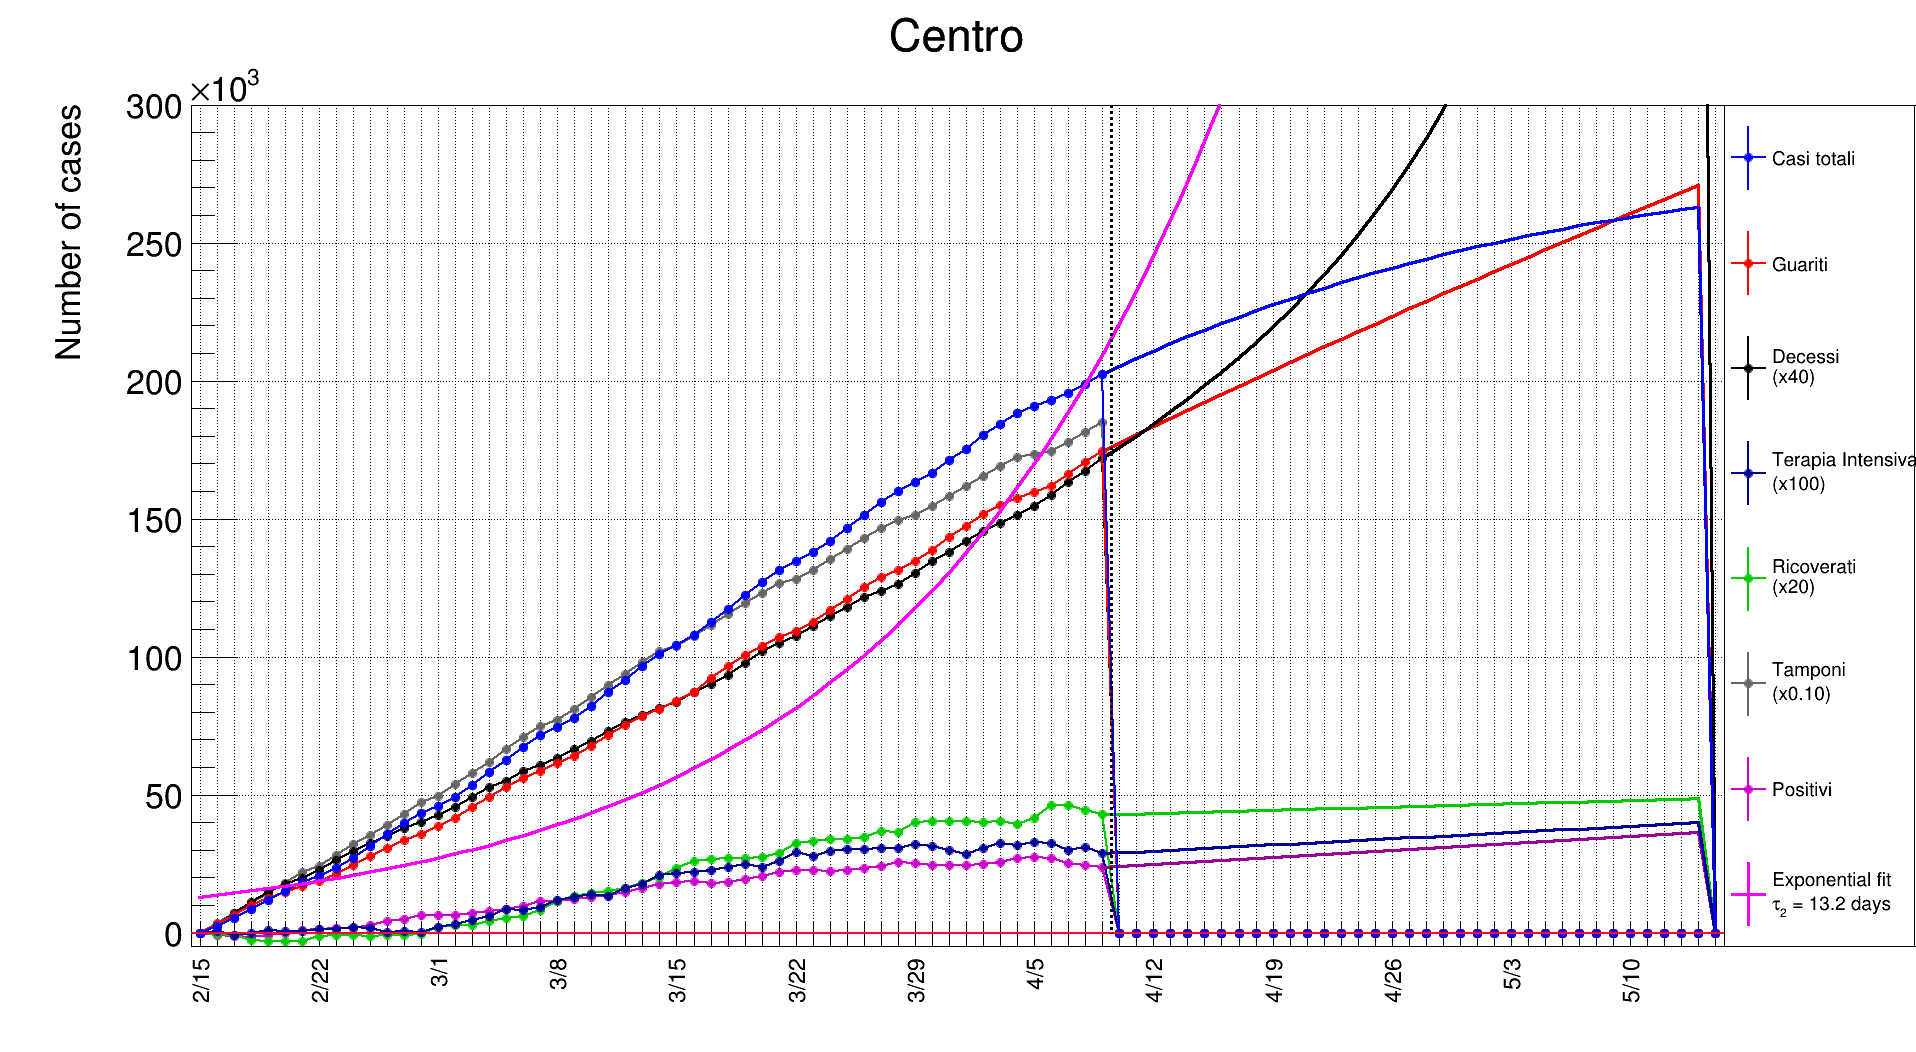 Centro
×10³
Number of cases
300
250
200
150
100
50
0
2/15
2/22
3/1
3/8
3/15
3/22
3/29
4/5
4/12
4/19
4/26
5/3
5/10
Casi totali
Guariti
Decessi
(x40)
Terapia Intensiva
(x100)
Ricoverati
(x20)
Tamponi
(x0.10)
Positivi
Exponential fit
τ₂ = 13.2 days